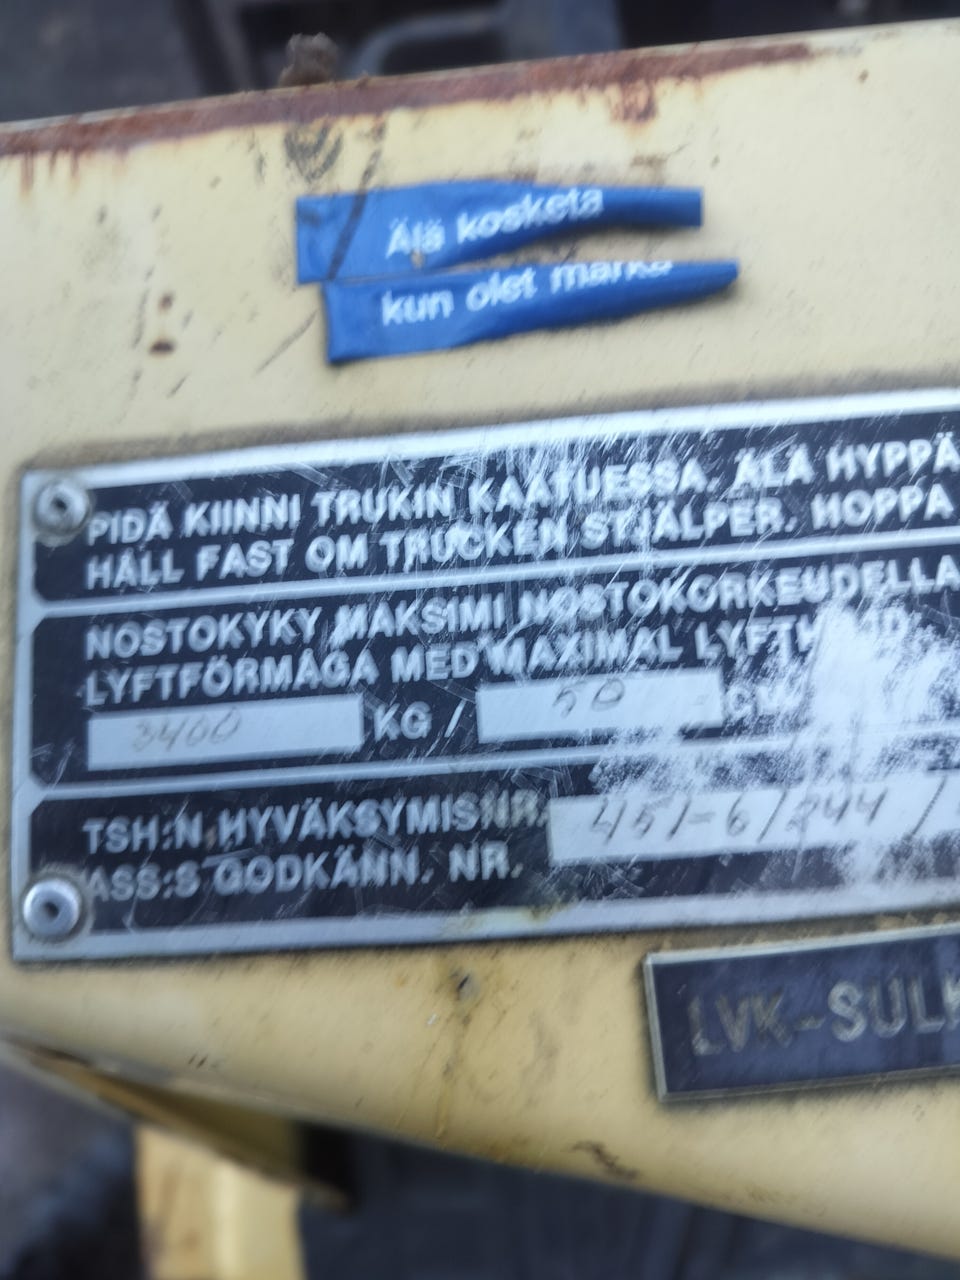 Älä kosketa
kun olet märkä
PIDÄ KIINNI TRUKIN KAATUESSA. ÄLÄ HYPPÄ
HÅLL FAST OM TRUCKEN STJÄLPER. HOPPA
NOSTOKYKY MAKSIMI NOSTOKORKEUDELLA
LYFTFÖRMÅGA MED MAXIMAL
3400 KG / 50
TSH:N HYVÄKSYMISNR. 451-6/244 /
ASS:S GODKÄNN. NR.
LVK-SUL